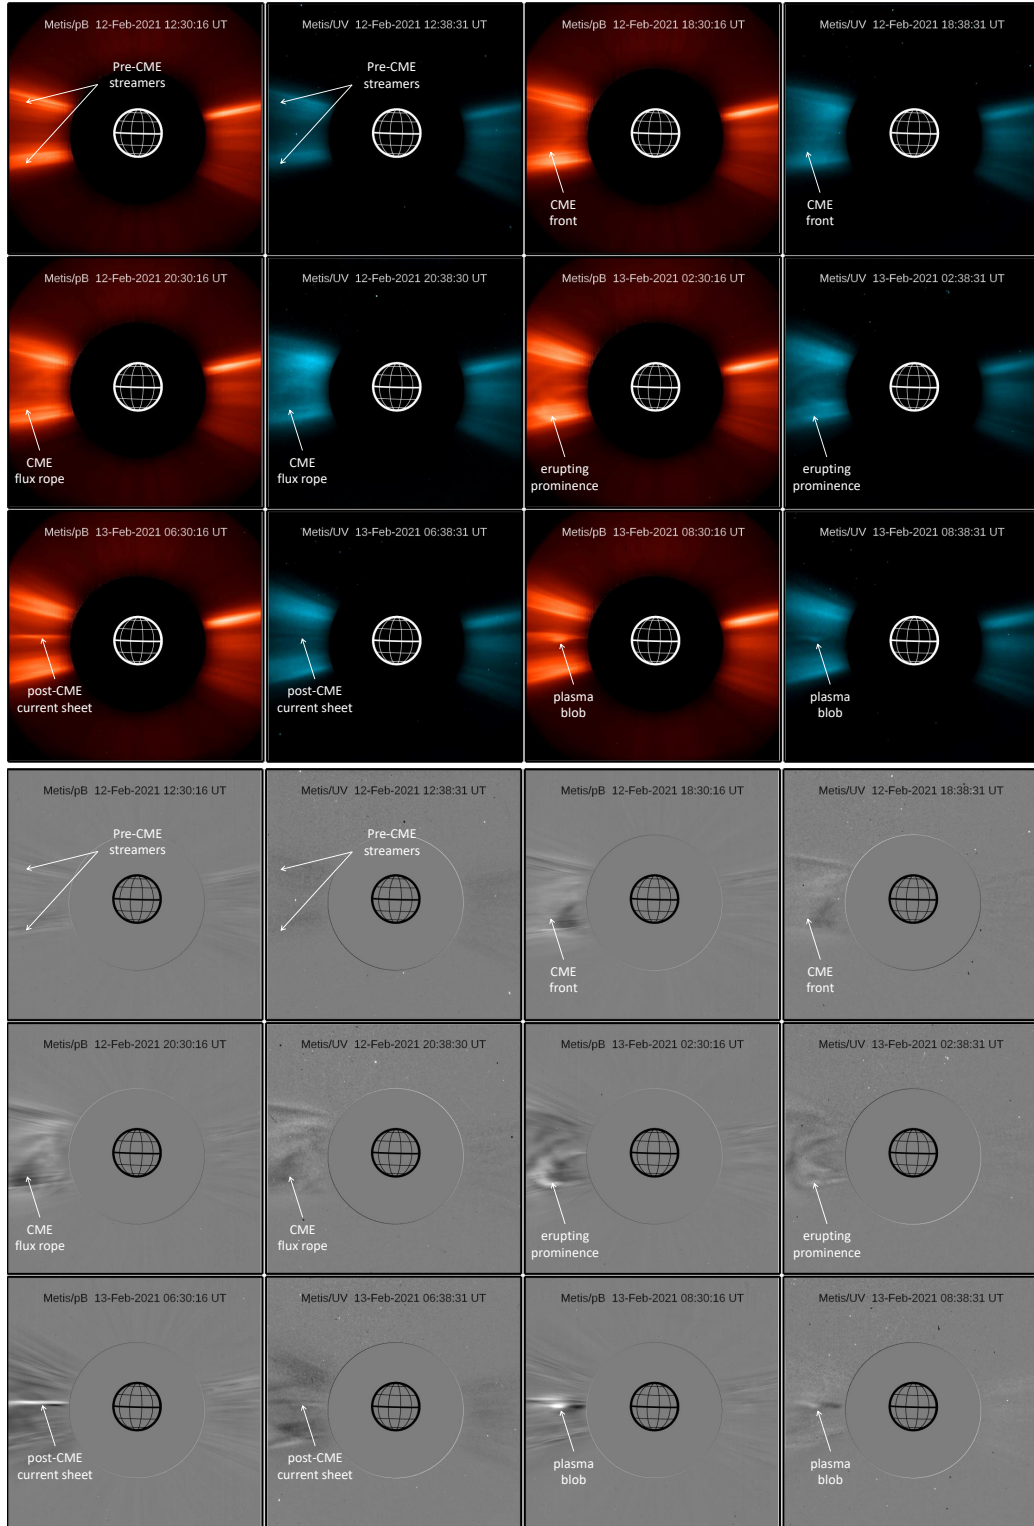 Metis/pB 12-Feb-2021 12:30:16 UT
Pre-CME
streamers
Metis/UV 12-Feb-2021 12:38:31 UT
Pre-CME
streamers
Metis/pB 12-Feb-2021 18:30:16 UT
CME
front
Metis/UV 12-Feb-2021 18:38:31 UT
CME
front
Metis/pB 12-Feb-2021 20:30:16 UT
CME
flux rope
Metis/UV 12-Feb-2021 20:38:30 UT
CME
flux rope
Metis/pB 13-Feb-2021 02:30:16 UT
erupting
prominence
Metis/UV 13-Feb-2021 02:38:31 UT
erupting
prominence
Metis/pB 13-Feb-2021 06:30:16 UT
post-CME
current sheet
Metis/UV 13-Feb-2021 06:38:31 UT
post-CME
current sheet
Metis/pB 13-Feb-2021 08:30:16 UT
plasma
blob
Metis/UV 13-Feb-2021 08:38:31 UT
plasma
blob
Metis/pB 12-Feb-2021 12:30:16 UT
Pre-CME
streamers
Metis/UV 12-Feb-2021 12:38:31 UT
Pre-CME
streamers
Metis/pB 12-Feb-2021 18:30:16 UT
CME
front
Metis/UV 12-Feb-2021 18:38:31 UT
CME
front
Metis/pB 12-Feb-2021 20:30:16 UT
CME
flux rope
Metis/UV 12-Feb-2021 20:38:30 UT
CME
flux rope
Metis/pB 13-Feb-2021 02:30:16 UT
erupting
prominence
Metis/UV 13-Feb-2021 02:38:31 UT
erupting
prominence
Metis/pB 13-Feb-2021 06:30:16 UT
post-CME
current sheet
Metis/UV 13-Feb-2021 06:38:31 UT
post-CME
current sheet
Metis/pB 13-Feb-2021 08:30:16 UT
plasma
blob
Metis/UV 13-Feb-2021 08:38:31 UT
plasma
blob